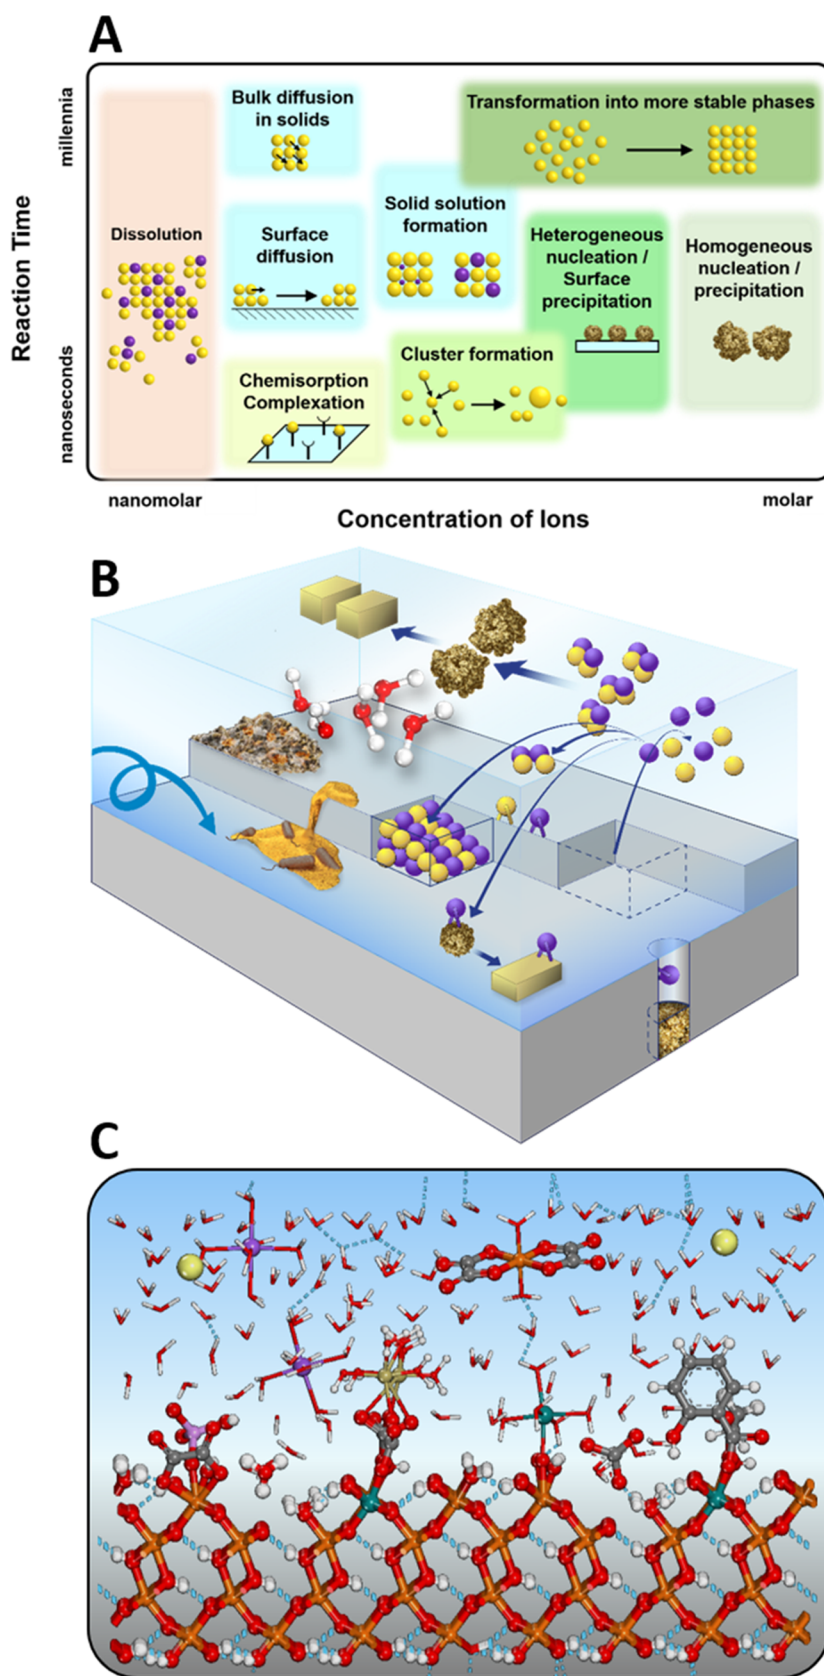 A
millennia
Reaction Time
nanoseconds
Bulk diffusion
in solids
Transformation into more stable phases
Dissolution
Surface
diffusion
Solid solution
formation
Heterogeneous
nucleation /
Surface
precipitation
Homogeneous
nucleation /
precipitation
Chemisorption
Complexation
Cluster formation
nanomolar
molar
Concentration of Ions
B
C